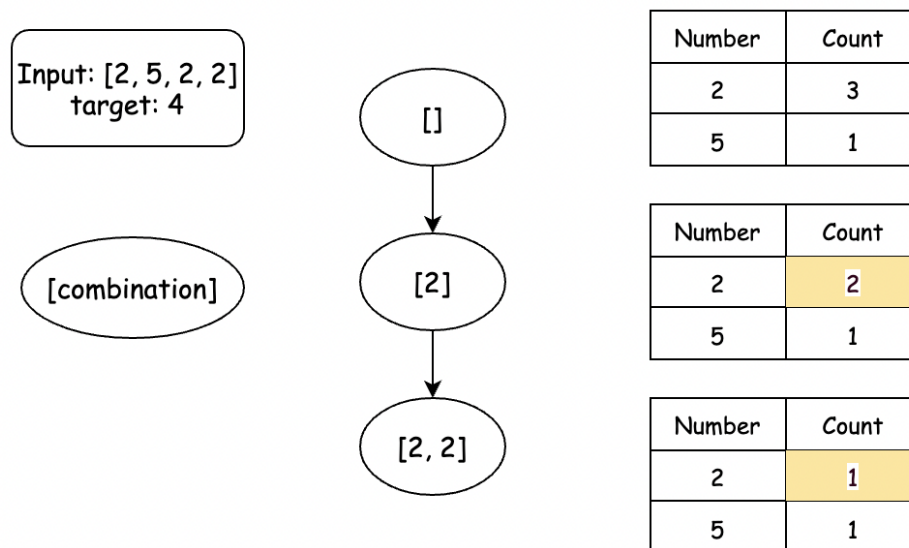 Input: [2, 5, 2, 2]
target: 4
[combination]
[]
[2]
[2, 2]
Number Count
2 3
5 1
Number Count
2 2
5 1
Number Count
2 1
5 1